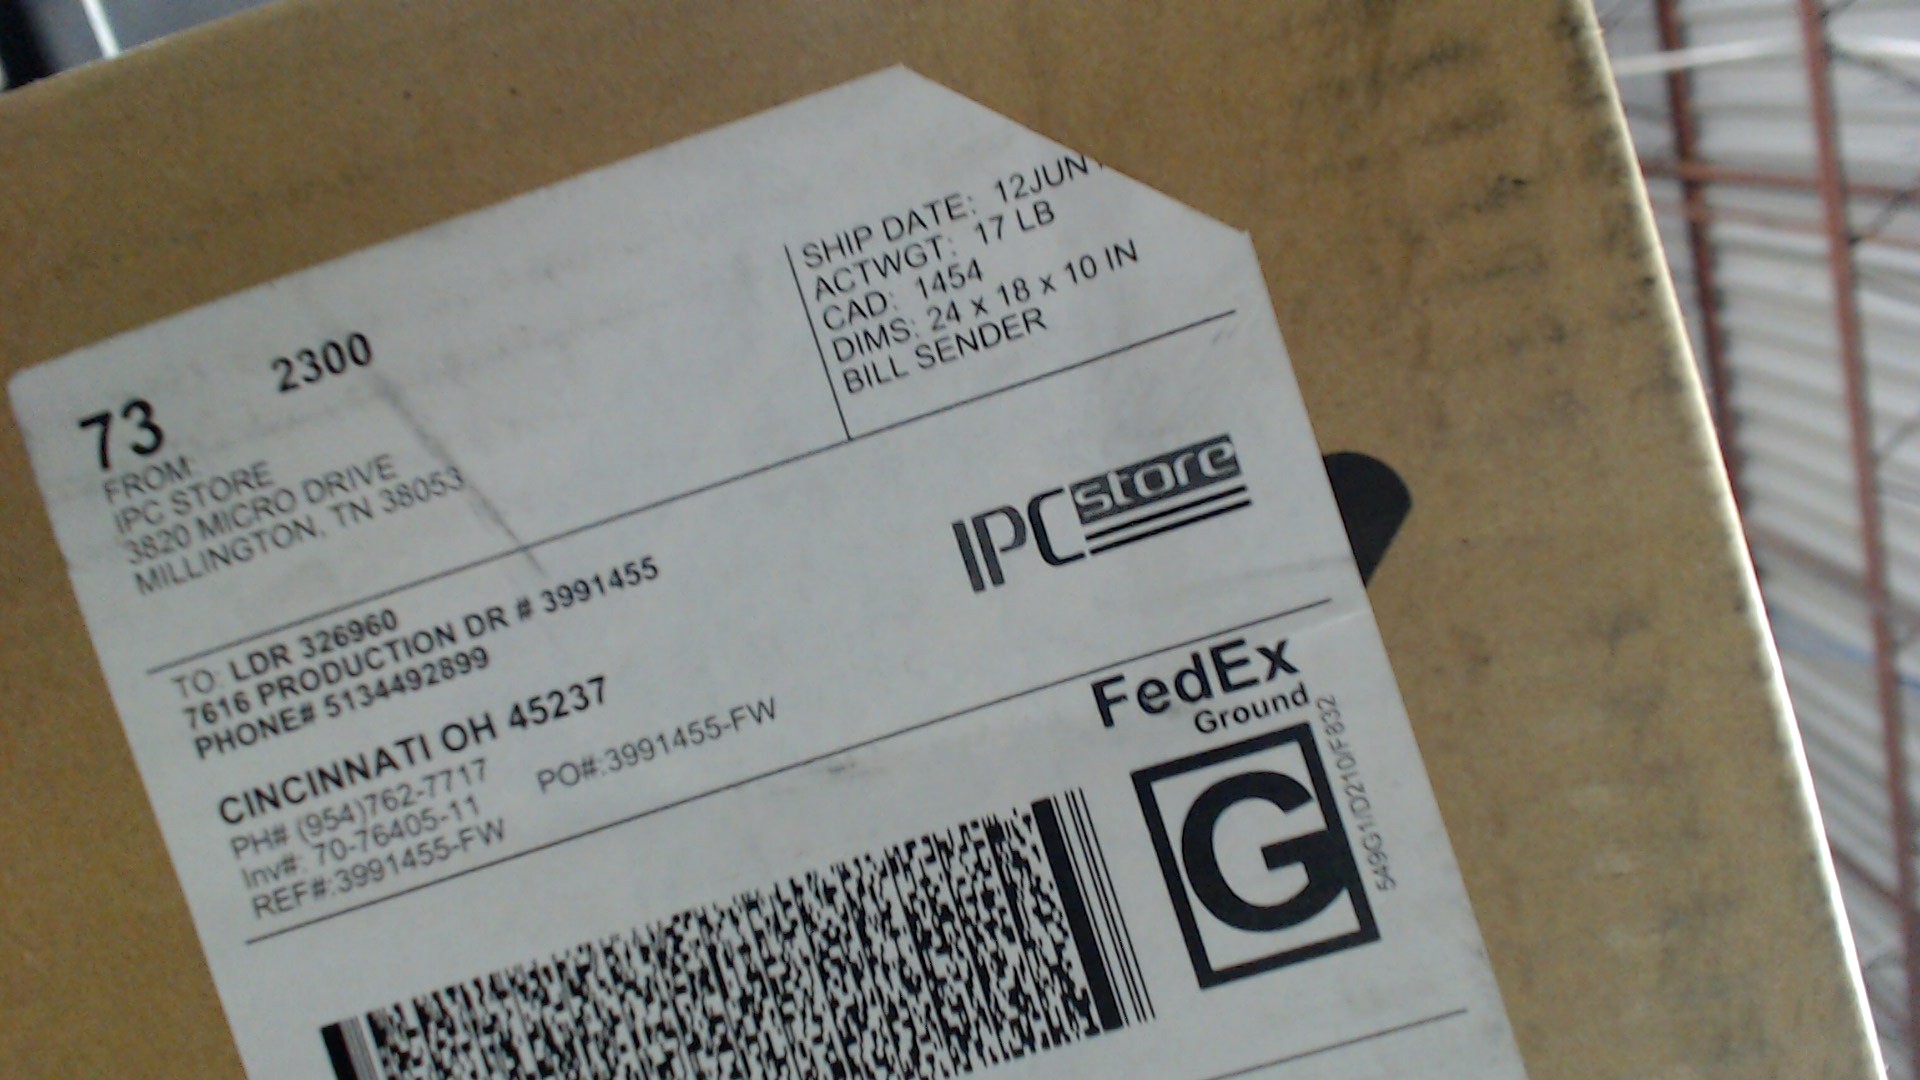 73 2300
SHIP DATE: 12JUN
ACTWGT: 17 LB
CAD: 1454
DIMS: 24 x 18 x 10 IN
BILL SENDER
FROM:
IPC STORE
3820 MICRO DRIVE
MILLINGTON, TN 38053
IPCstore
TO: LDR 326960
7616 PRODUCTION DR # 3991455
PHONE# 5134492899
CINCINNATI OH 45237
PH# (954)762-7717
Inv#: 70-76405-11 PO#:3991455-FW
REF#:3991455-FW
FedEx
Ground
G
549G1/D210/F832